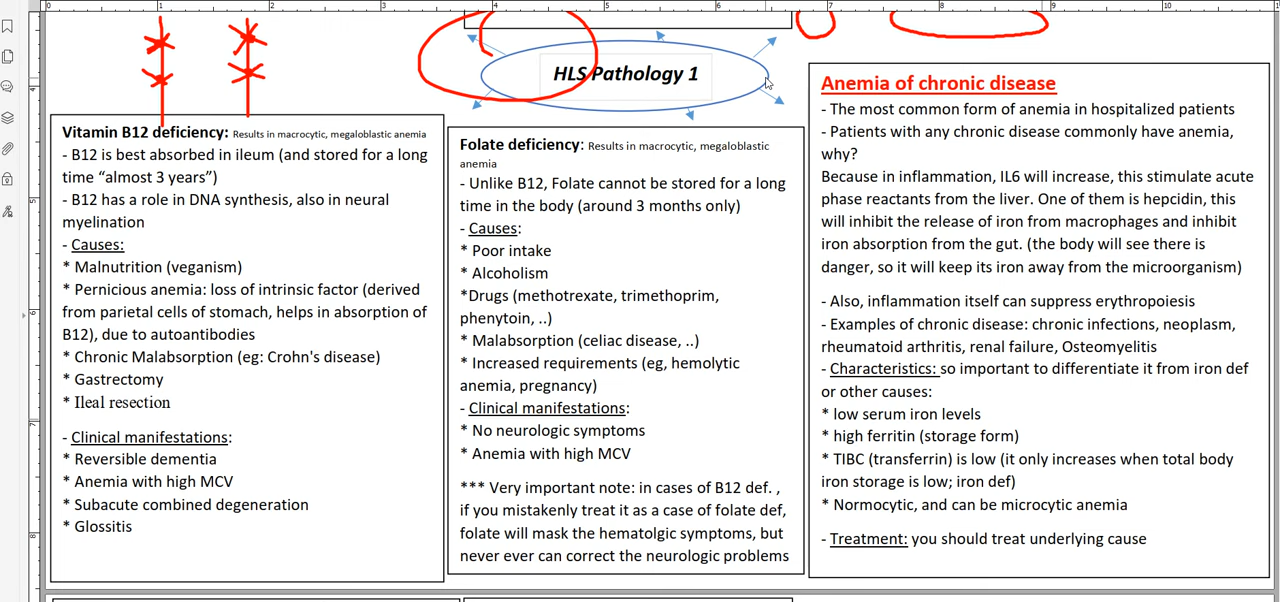 HLS Pathology 1
Vitamin B12 deficiency: Results in macrocytic, megaloblastic anemia
- B12 is best absorbed in ileum (and stored for a long
time “almost 3 years”)
- B12 has a role in DNA synthesis, also in neural
myelination
- Causes:
* Malnutrition (veganism)
* Pernicious anemia: loss of intrinsic factor (derived
from parietal cells of stomach, helps in absorption of
B12), due to autoantibodies
* Chronic Malabsorption (eg: Crohn's disease)
* Gastrectomy
* Ileal resection
- Clinical manifestations:
* Reversible dementia
* Anemia with high MCV
* Subacute combined degeneration
* Glossitis
Folate deficiency: Results in macrocytic, megaloblastic
anemia
- Unlike B12, Folate cannot be stored for a long
time in the body (around 3 months only)
- Causes:
* Poor intake
* Alcoholism
*Drugs (methotrexate, trimethoprim,
phenytoin, ..)
* Malabsorption (celiac disease, ..)
* Increased requirements (eg, hemolytic
anemia, pregnancy)
- Clinical manifestations:
* No neurologic symptoms
* Anemia with high MCV
*** Very important note: in cases of B12 def. ,
if you mistakenly treat it as a case of folate def,
folate will mask the hematolgic symptoms, but
never ever can correct the neurologic problems
Anemia of chronic disease
- The most common form of anemia in hospitalized patients
- Patients with any chronic disease commonly have anemia,
why?
Because in inflammation, IL6 will increase, this stimulate acute
phase reactants from the liver. One of them is hepcidin, this
will inhibit the release of iron from macrophages and inhibit
iron absorption from the gut. (the body will see there is
danger, so it will keep its iron away from the microorganism)
- Also, inflammation itself can suppress erythropoiesis
- Examples of chronic disease: chronic infections, neoplasm,
rheumatoid arthritis, renal failure, Osteomyelitis
- Characteristics: so important to differentiate it from iron def
or other causes:
* low serum iron levels
* high ferritin (storage form)
* TIBC (transferrin) is low (it only increases when total body
iron storage is low; iron def)
* Normocytic, and can be microcytic anemia
- Treatment: you should treat underlying cause